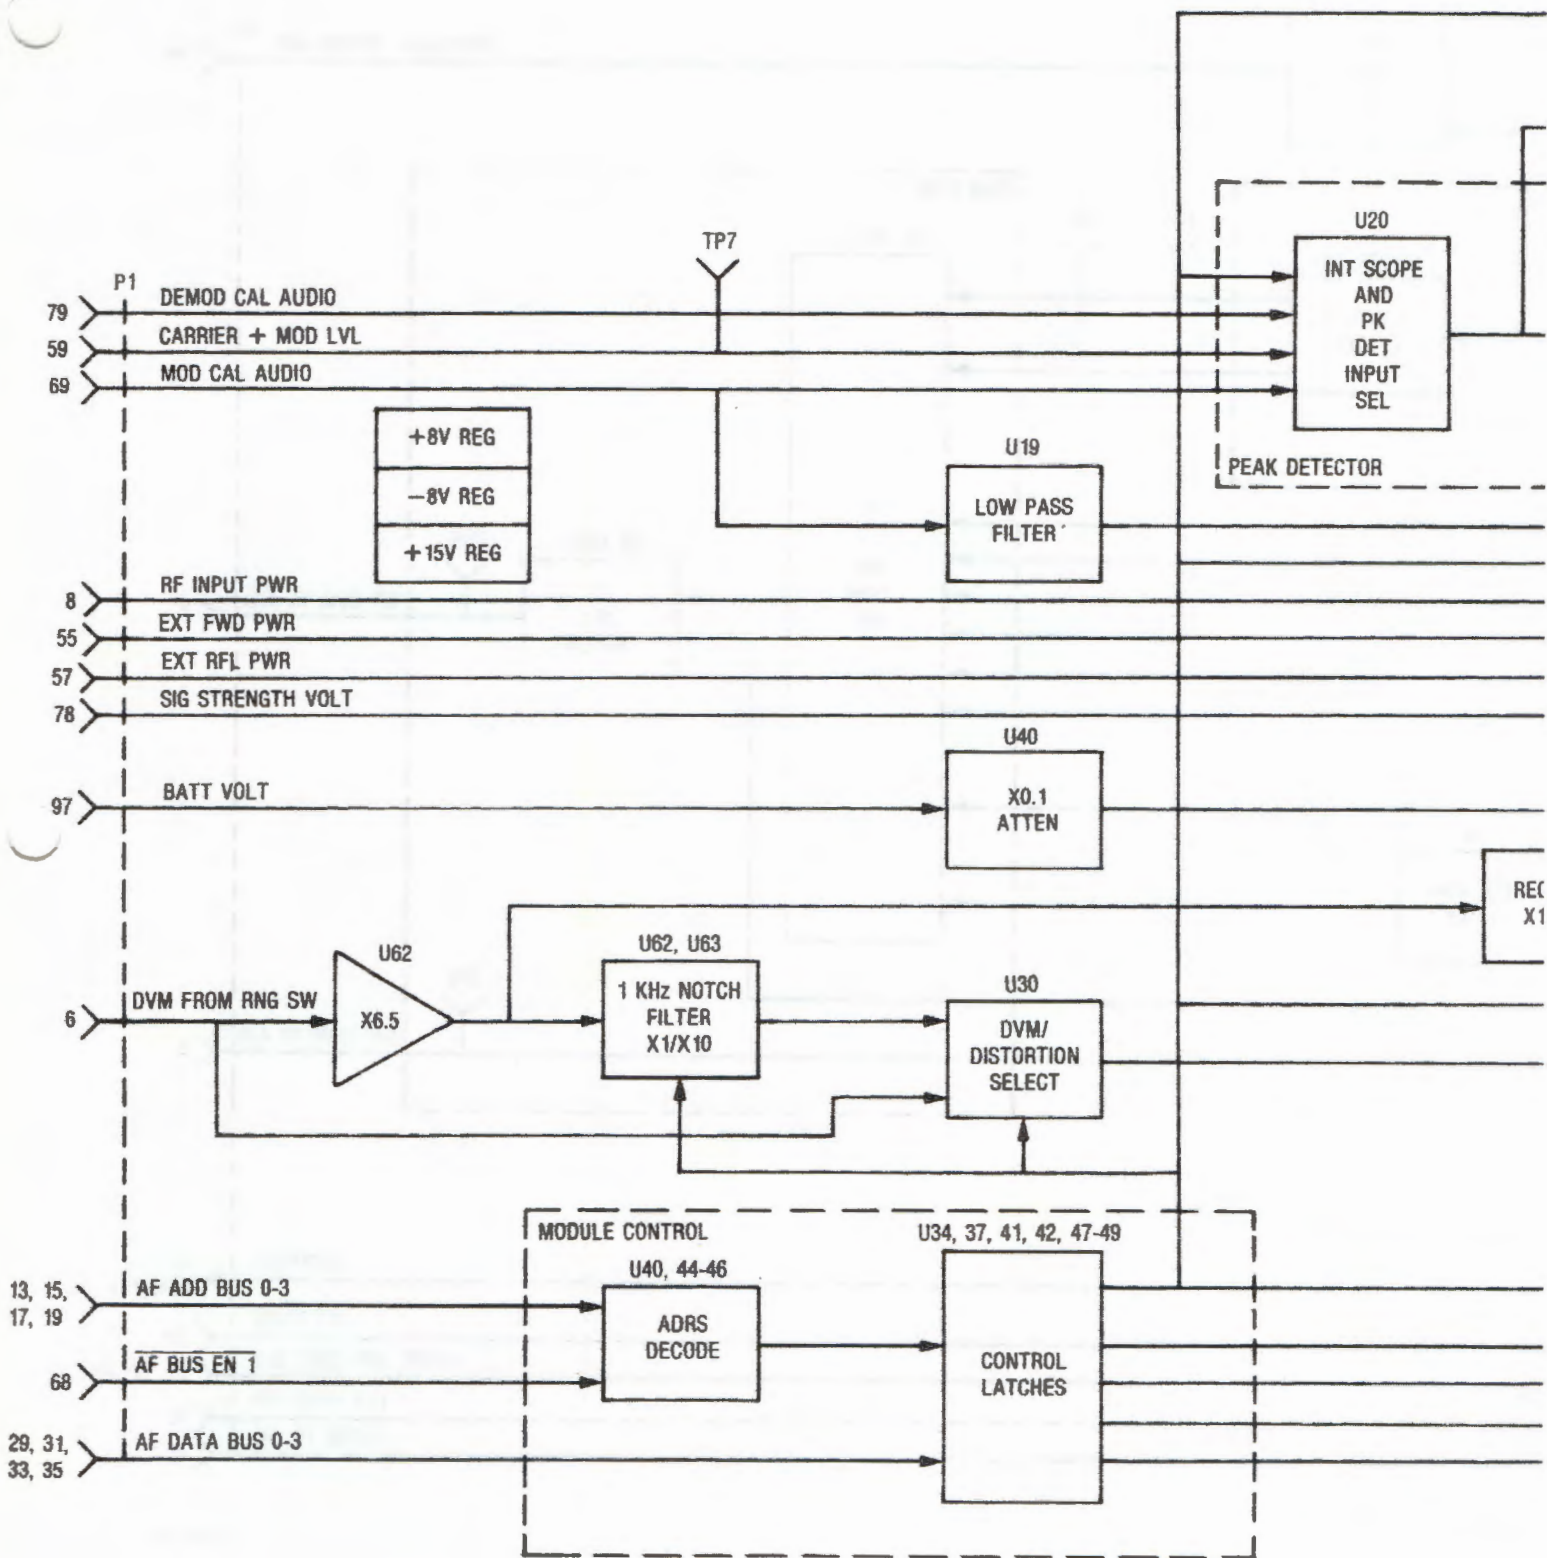 TP7
U20
INT SCOPE
AND
PK
DET
INPUT
SEL
PEAK DETECTOR
P1
79 DEMOD CAL AUDIO
59 CARRIER + MOD LVL
69 MOD CAL AUDIO
+8V REG
-8V REG
+15V REG
U19
LOW PASS
FILTER
8 RF INPUT PWR
55 EXT FWD PWR
57 EXT RFL PWR
78 SIG STRENGTH VOLT
U40
97 BATT VOLT
X0.1
ATTEN
REC
X1
U62
U62, U63
6 DVM FROM RNG SW
X6.5
1 KHz NOTCH
FILTER
X1/X10
U30
DVM/
DISTORTION
SELECT
MODULE CONTROL
U34, 37, 41, 42, 47-49
U40, 44-46
13, 15,
17, 19
AF ADD BUS 0-3
ADRS
DECODE
68 AF BUS EN 1
CONTROL
LATCHES
29, 31,
33, 35
AF DATA BUS 0-3